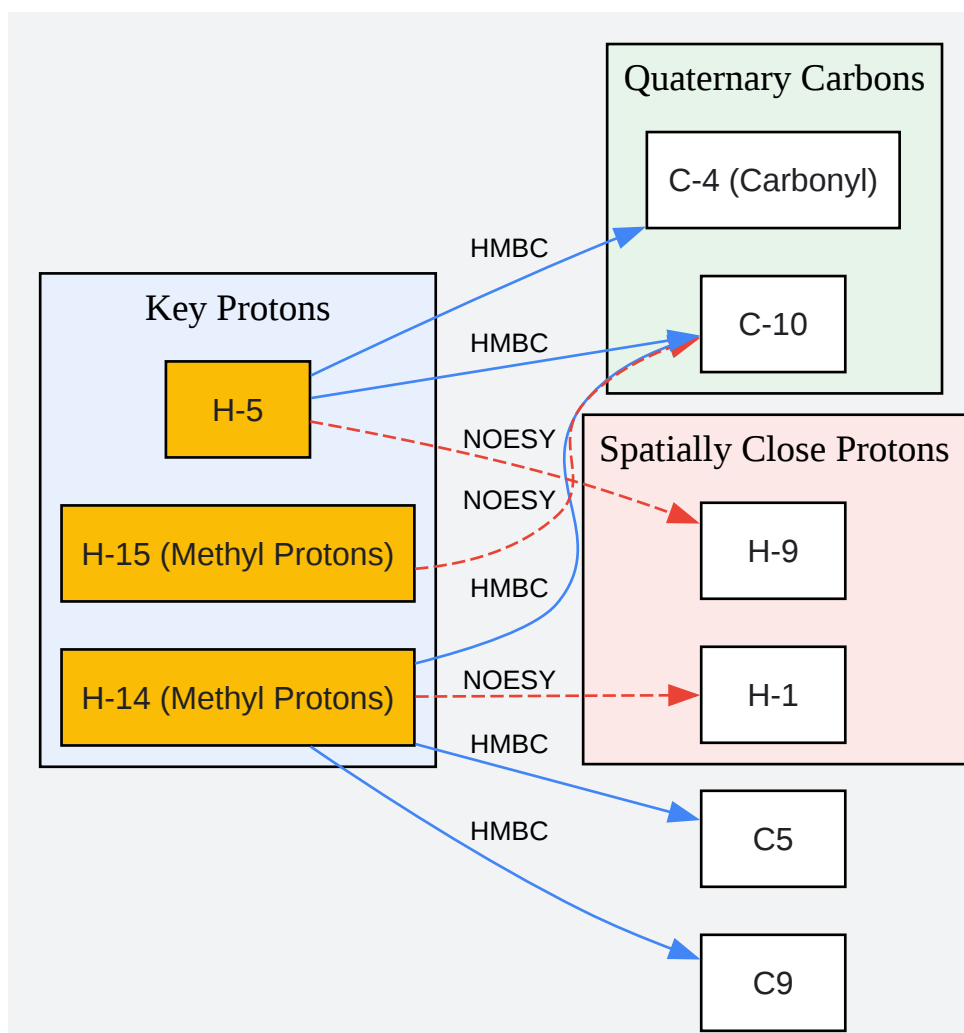 Quaternary Carbons
C-4 (Carbonyl)
HMBC
Key Protons
C-10
HMBC
H-5
NOESY
Spatially Close Protons
NOESY
H-9
H-15 (Methyl Protons)
HMBC
H-14 (Methyl Protons)
NOESY
H-1
HMBC
C5
HMBC
C9